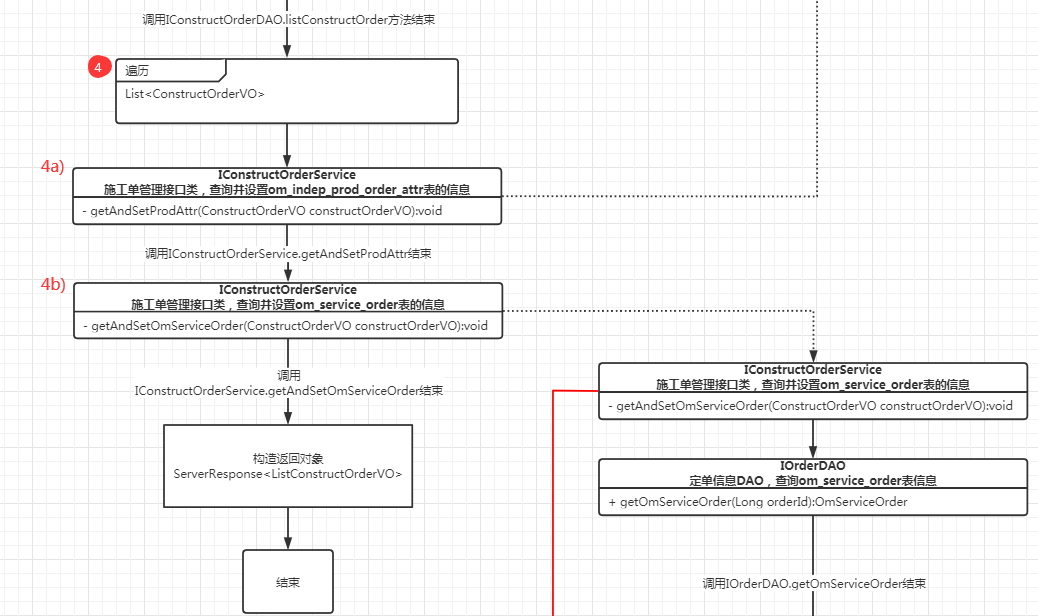 调用IConstructOrderDAO.listConstructOrder方法结束
4
遍历
List<ConstructOrderVO>
4a)
IConstructOrderService
施工单管理接口类，查询并设置om_indep_prod_order_attr表的信息
- getAndSetProdAttr(ConstructOrderVO constructOrderVO):void
调用IConstructOrderService.getAndSetProdAttr结束
4b)
IConstructOrderService
施工单管理接口类，查询并设置om_service_order表的信息
- getAndSetOmServiceOrder(ConstructOrderVO constructOrderVO):void
调用
IConstructOrderService.getAndSetOmServiceOrder结束
构造返回对象
ServerResponse<ListConstructOrderVO>
结束
IConstructOrderService
施工单管理接口类，查询并设置om_service_order表的信息
- getAndSetOmServiceOrder(ConstructOrderVO constructOrderVO):void
IOrderDAO
定单信息DAO，查询om_service_order表信息
+ getOmServiceOrder(Long orderId):OmServiceOrder
调用IOrderDAO.getOmServiceOrder结束